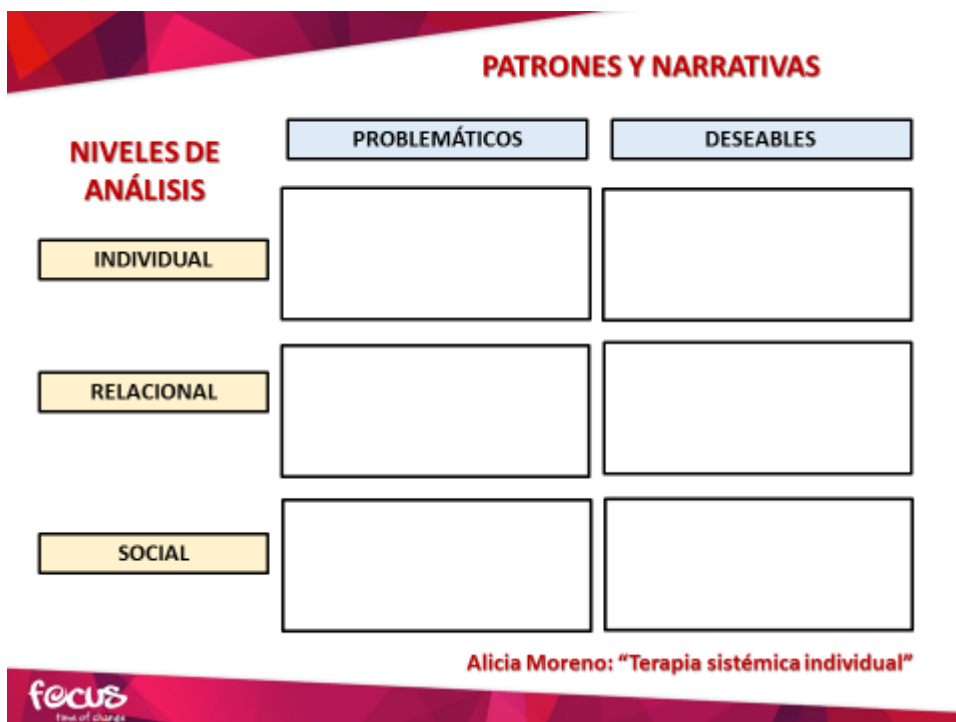 PATRONES Y NARRATIVAS
NIVELES DE
ANÁLISIS
PROBLEMÁTICOS
DESEABLES
INDIVIDUAL
RELACIONAL
SOCIAL
Alicia Moreno: “Terapia sistémica individual”
focus
time of change